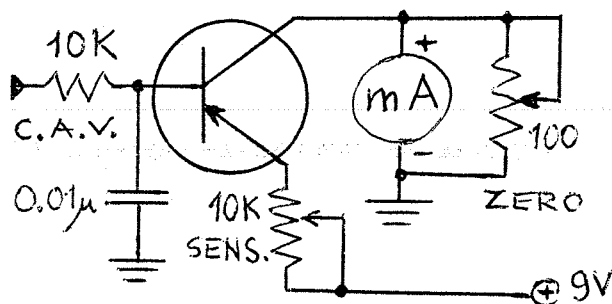 10K
C.A.V.
0.01µ
10K
SENS.
+
mA
-
100
ZERO
+ 9V